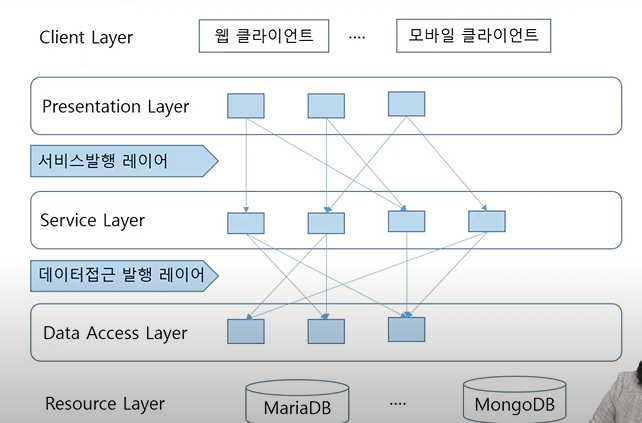 Client Layer
웹 클라이언트
....
모바일 클라이언트
Presentation Layer
서비스발행 레이어
Service Layer
데이터접근 발행 레이어
Data Access Layer
Resource Layer
MariaDB
....
MongoDB